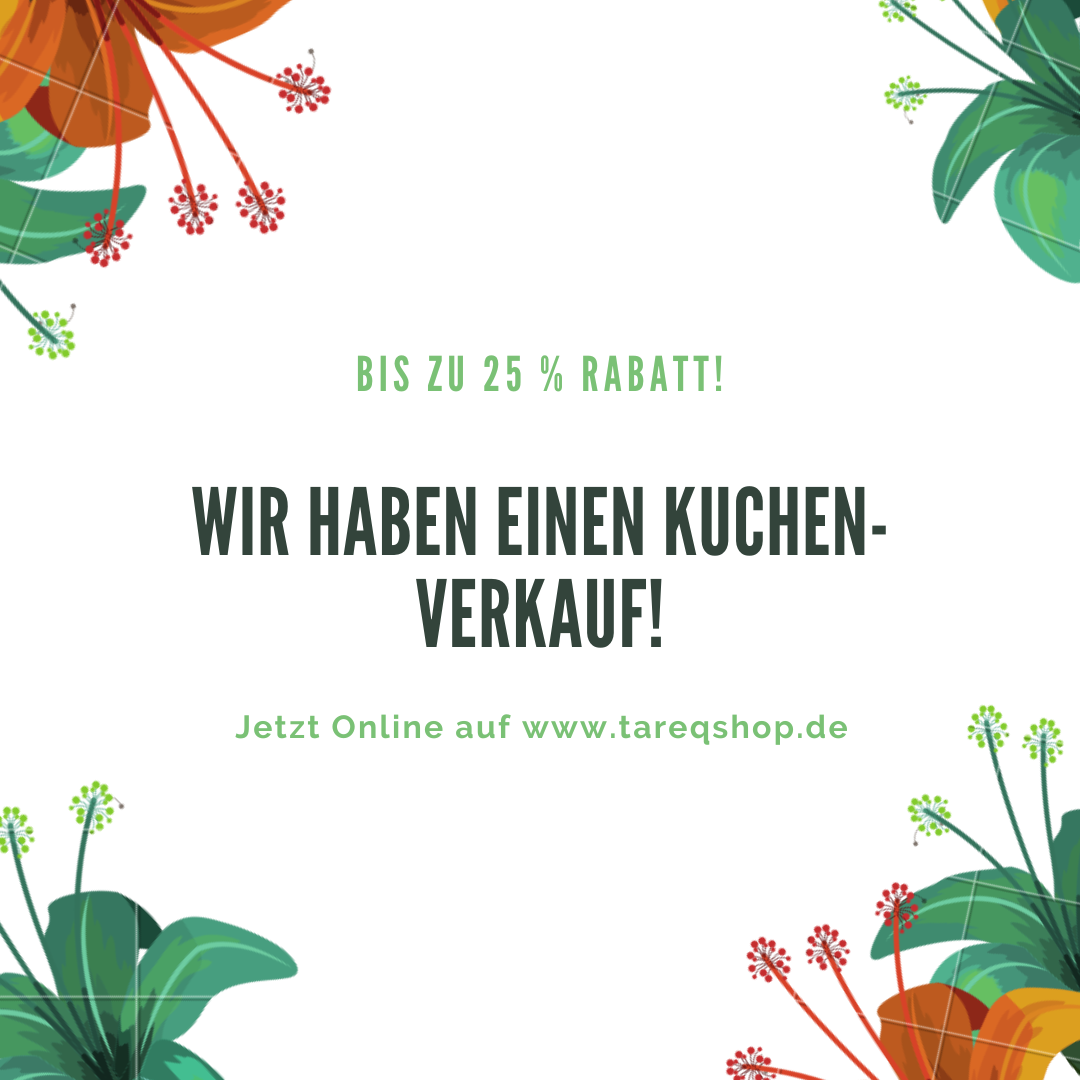 BIS ZU 25 % RABATT!
WIR HABEN EINEN KUCHEN-
VERKAUF!
Jetzt Online auf www.tareqshop.de